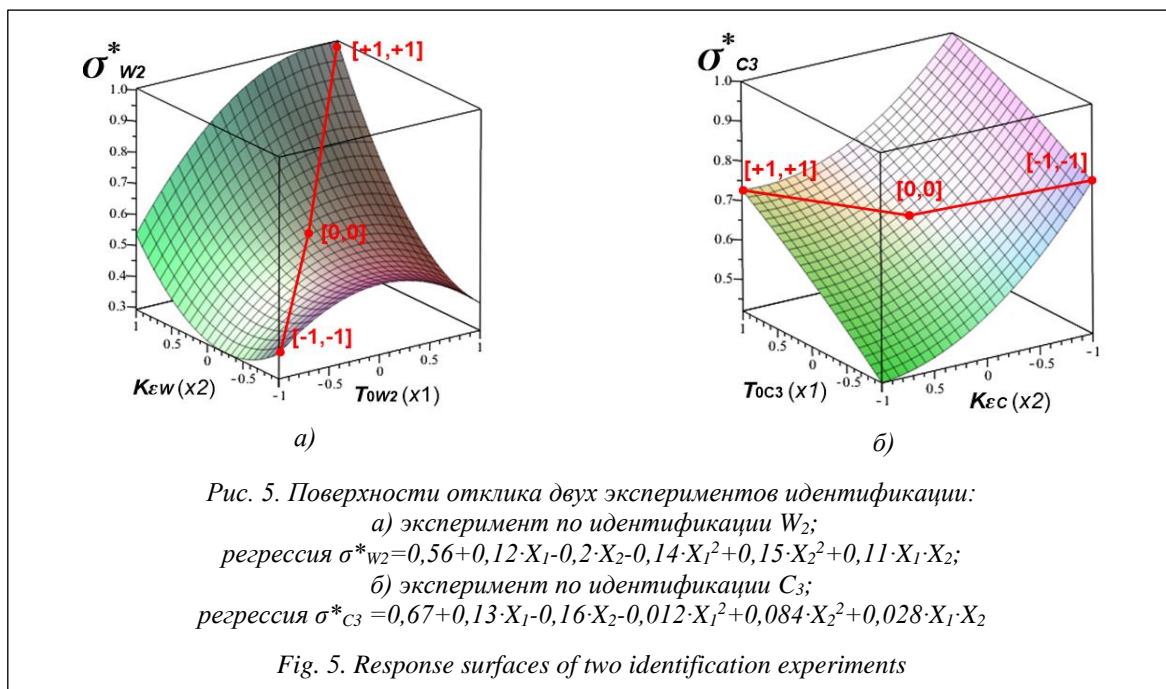 σ*W2
[+1,+1]
1.0
0.9
0.8
0.7
0.6
0.5
0.4
0.3
[0,0]
[-1,-1]
1
0.5
0
-0.5
-1
-0.5
0
0.5
1
Kεw (x2)
T0W2 (x1)
а)
σ*C3
1.0
0.9
0.8
0.7
0.6
0.5
[+1,+1]
[0,0]
[-1,-1]
1
0.5
0
-0.5
-1
0.5
0
-0.5
-1
T0C3 (x1)
Kεc (x2)
б)
Рис. 5. Поверхности отклика двух экспериментов идентификации:
а) эксперимент по идентификации W₂;
регрессия σ*W2=0,56+0,12·X₁-0,2·X₂-0,14·X₁²+0,15·X₂²+0,11·X₁·X₂;
б) эксперимент по идентификации C₃;
регрессия σ*C3 =0,67+0,13·X₁-0,16·X₂-0,012·X₁²+0,084·X₂²+0,028·X₁·X₂
Fig. 5. Response surfaces of two identification experiments